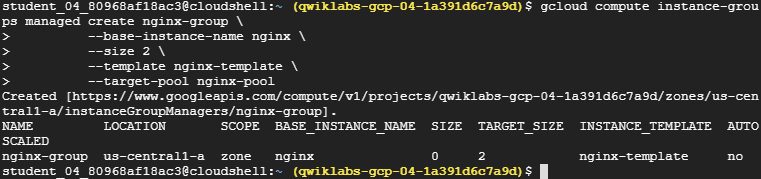 student_04_80968af18ac3@cloudshell:~ (qwiklabs-gcp-04-1a391d6c7a9d)$ gcloud compute instance-grou
ps managed create nginx-group \
>         --base-instance-name nginx \
>         --size 2 \
>         --template nginx-template \
>         --target-pool nginx-pool
Created [https://www.googleapis.com/compute/v1/projects/qwiklabs-gcp-04-1a391d6c7a9d/zones/us-cen
tral1-a/instanceGroupManagers/nginx-group].
NAME         LOCATION       SCOPE  BASE_INSTANCE_NAME  SIZE  TARGET_SIZE  INSTANCE_TEMPLATE  AUTO
SCALED
nginx-group  us-central1-a  zone   nginx               0     2            nginx-template     no
student_04_80968af18ac3@cloudshell:~ (qwiklabs-gcp-04-1a391d6c7a9d)$